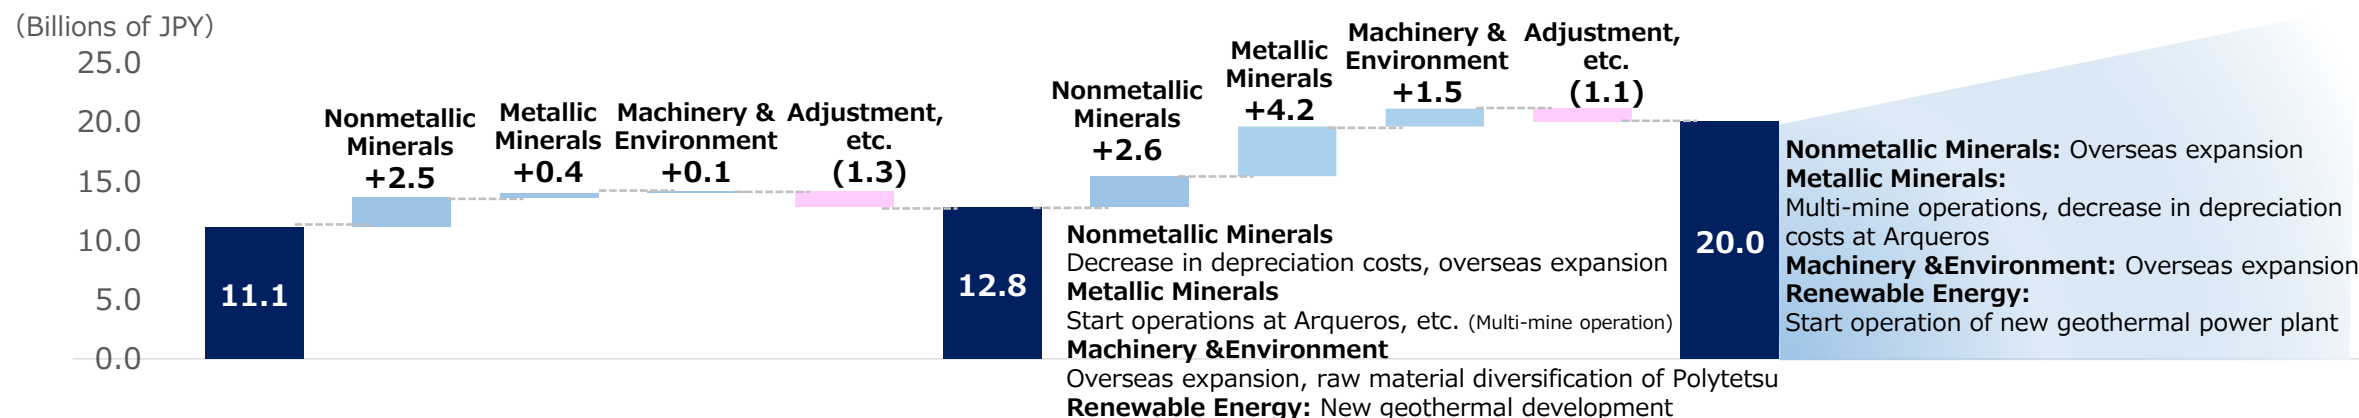 (Billions of JPY)
25.0
20.0
15.0
10.0
5.0
0.0
11.1
Nonmetallic
Minerals
+2.5
Metallic
Minerals
+0.4
Machinery &
Environment
+0.1
Adjustment,
etc.
(1.3)
12.8
Nonmetallic
Minerals
+2.6
Metallic
Minerals
+4.2
Machinery &
Environment
+1.5
Adjustment,
etc.
(1.1)
20.0
Nonmetallic Minerals
Decrease in depreciation costs, overseas expansion
Metallic Minerals
Start operations at Arqueros, etc. (Multi-mine operation)
Machinery &Environment
Overseas expansion, raw material diversification of Polytetsu
Renewable Energy: New geothermal development
Nonmetallic Minerals: Overseas expansion
Metallic Minerals:
Multi-mine operations, decrease in depreciation
costs at Arqueros
Machinery &Environment: Overseas expansion
Renewable Energy:
Start operation of new geothermal power plant